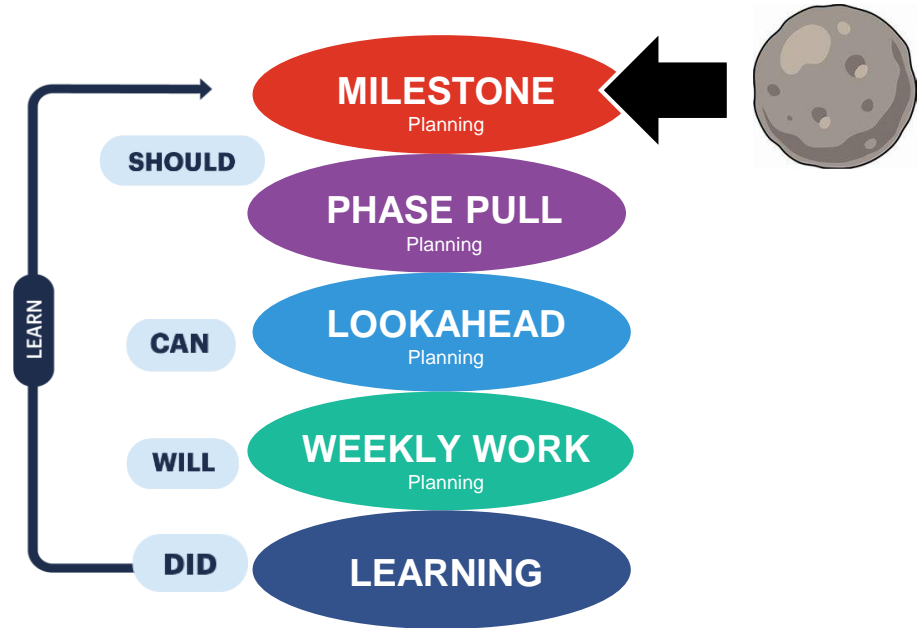 MILESTONE
Planning
SHOULD
PHASE PULL
Planning
LEARN
CAN
LOOKAHEAD
Planning
WILL
WEEKLY WORK
Planning
DID
LEARNING